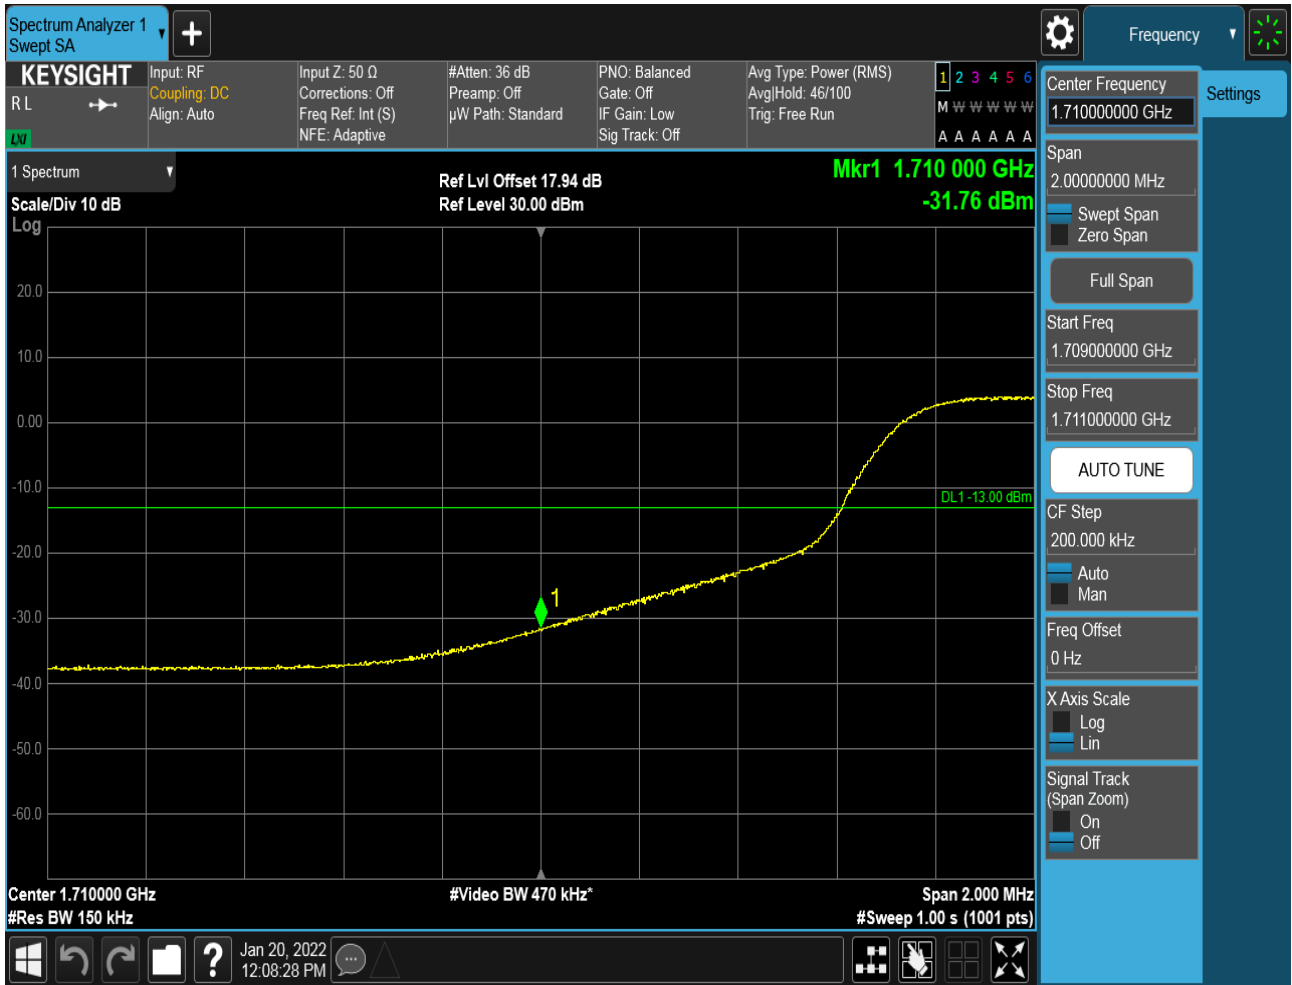 Spectrum Analyzer 1
Swept SA
Frequency
KEYSIGHT
R L
LXI
Input: RF
Coupling: DC
Align: Auto
Input Z: 50 Ω
Corrections: Off
Freq Ref: Int (S)
NFE: Adaptive
#Atten: 36 dB
Preamp: Off
µW Path: Standard
PNO: Balanced
Gate: Off
IF Gain: Low
Sig Track: Off
Avg Type: Power (RMS)
Avg|Hold: 46/100
Trig: Free Run
1 2 3 4 5 6
M W W W W W
A A A A A A
1 Spectrum
Scale/Div 10 dB
Log
Ref Lvl Offset 17.94 dB
Ref Level 30.00 dBm
Mkr1 1.710 000 GHz
-31.76 dBm
20.0
10.0
0.00
-10.0
-20.0
-30.0
-40.0
-50.0
-60.0
DL1 -13.00 dBm
1
Center 1.710000 GHz
#Res BW 150 kHz
#Video BW 470 kHz*
Span 2.000 MHz
#Sweep 1.00 s (1001 pts)
Jan 20, 2022
12:08:28 PM
Center Frequency
1.710000000 GHz
Settings
Span
2.00000000 MHz
Swept Span
Zero Span
Full Span
Start Freq
1.709000000 GHz
Stop Freq
1.711000000 GHz
AUTO TUNE
CF Step
200.000 kHz
Auto
Man
Freq Offset
0 Hz
X Axis Scale
Log
Lin
Signal Track
(Span Zoom)
On
Off